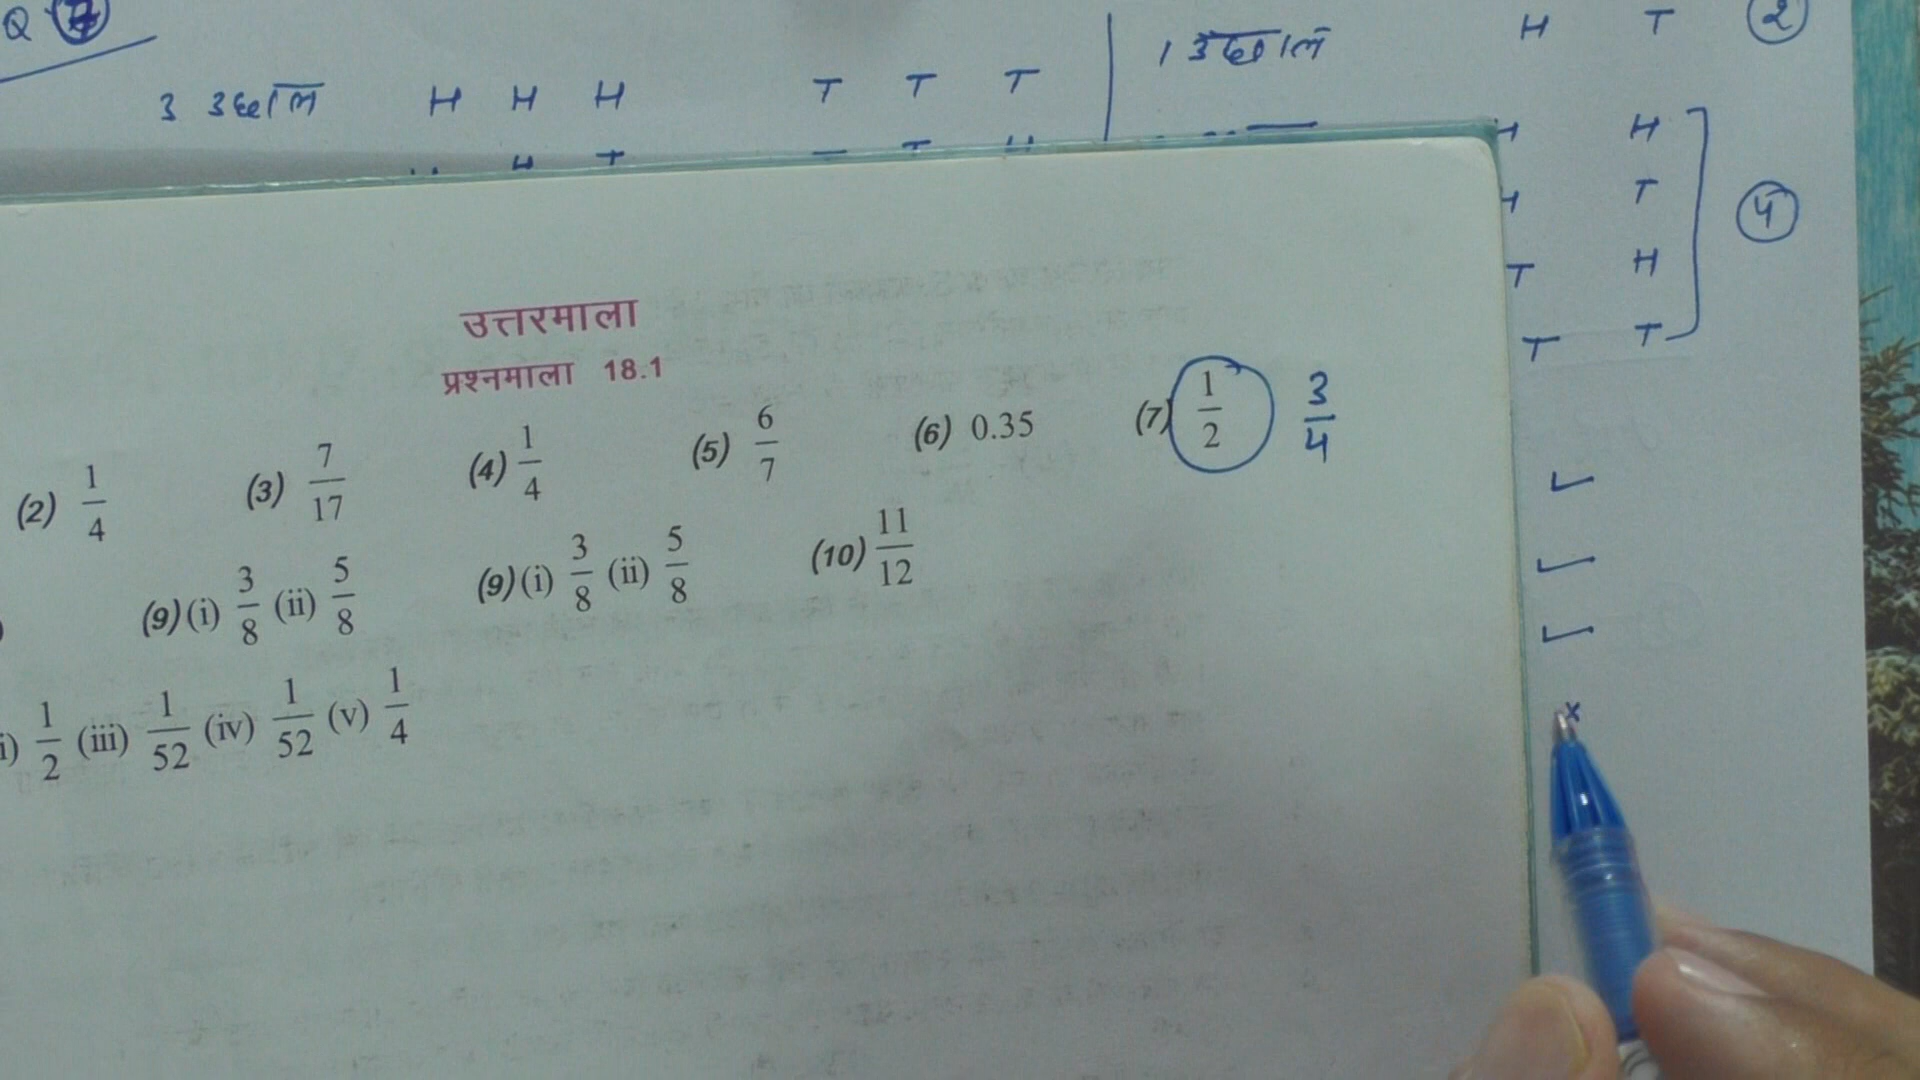 Q 7
3 उछाल H H H T T T
1 उछाल H T 2
H T T H
H H
H T 4
T H
T T
उत्तरमाला
प्रश्नमाला 18.1
(2) 1/4 (3) 7/17 (4) 1/4 (5) 6/7 (6) 0.35 (7) 1/2 3/4
(9)(i) 3/8 (ii) 5/8 (9)(i) 3/8 (ii) 5/8 (10) 11/12
i) 1/2 (iii) 1/52 (iv) 1/52 (v) 1/4